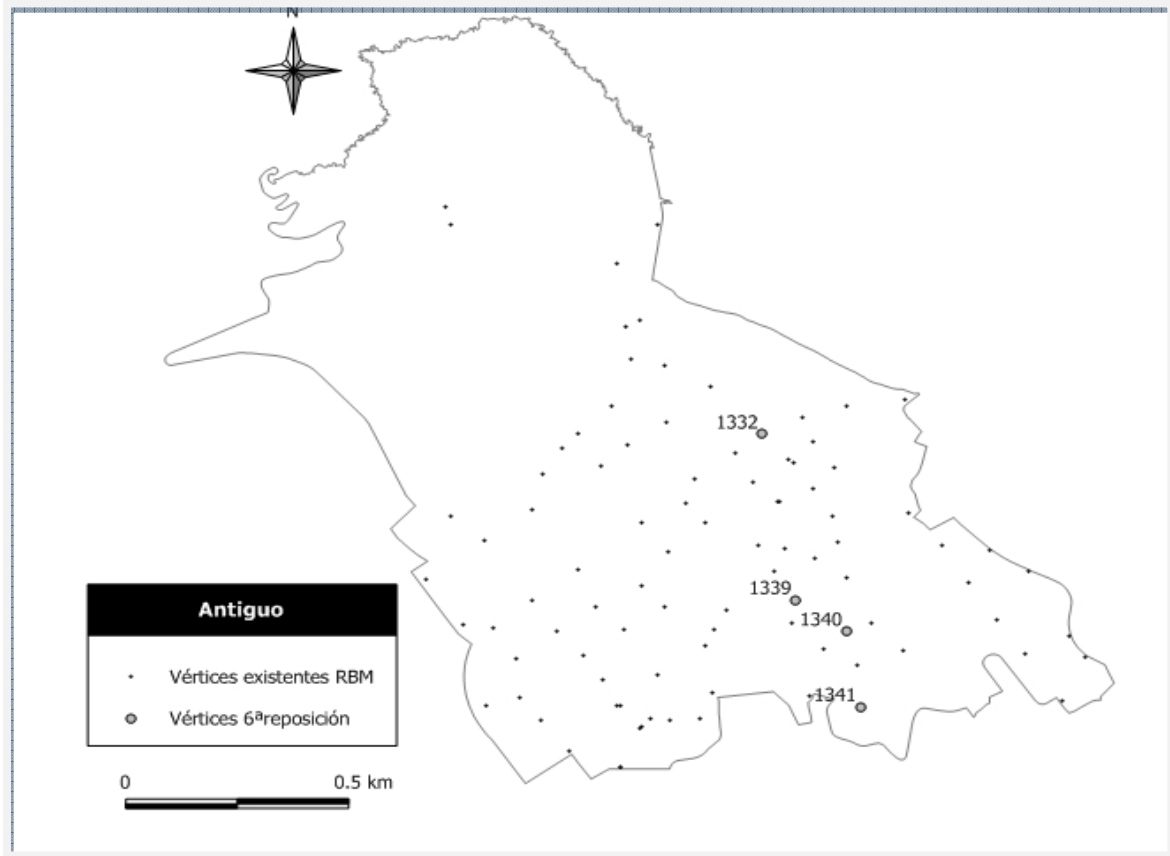 N
1332
1339
1340
1341
Antiguo
Vértices existentes RBM
Vértices 6ªreposición
0 0.5 km